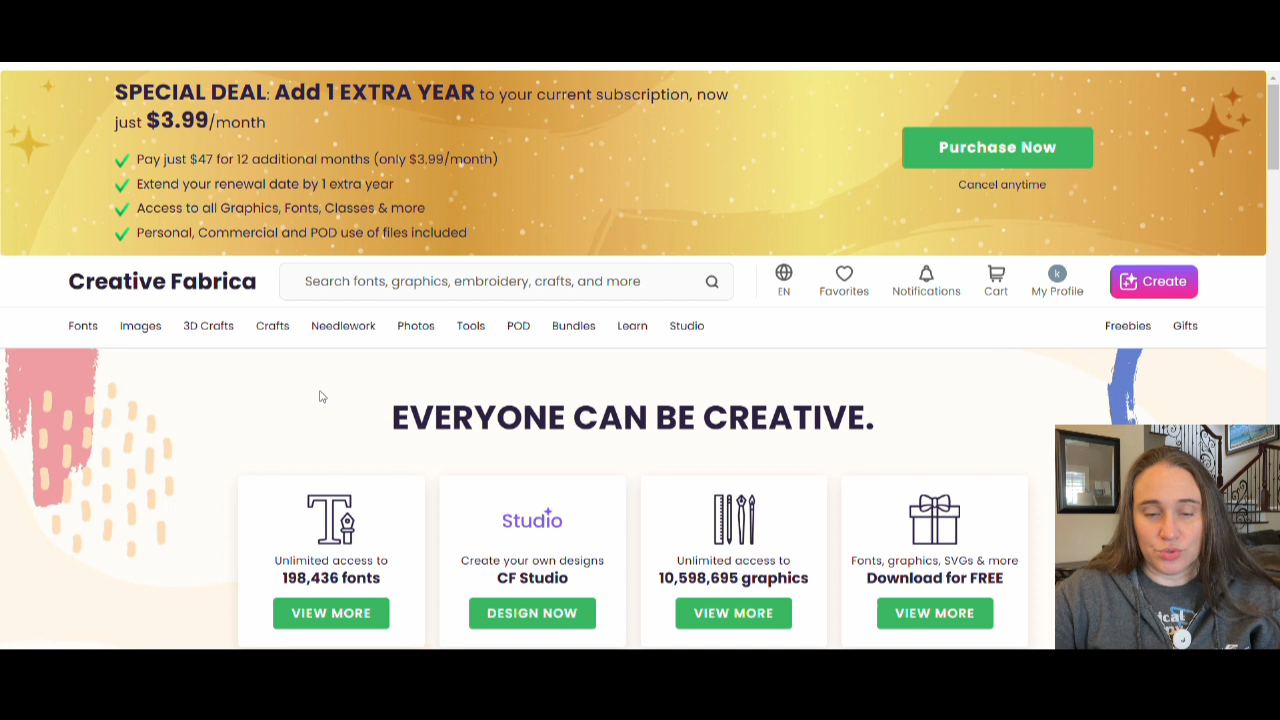 SPECIAL DEAL: Add 1 EXTRA YEAR to your current subscription, now
just $3.99/month
Pay just $47 for 12 additional months (only $3.99/month)
Extend your renewal date by 1 extra year
Access to all Graphics, Fonts, Classes & more
Personal, Commercial and POD use of files included
Purchase Now
Cancel anytime
Creative Fabrica
Search fonts, graphics, embroidery, crafts, and more
EN
Favorites
Notifications
Cart
k
My Profile
Create
Fonts Images 3D Crafts Crafts Needlework Photos Tools POD Bundles Learn Studio Freebies Gifts
EVERYONE CAN BE CREATIVE.
Unlimited access to
198,436 fonts
VIEW MORE
Studio
Create your own designs
CF Studio
DESIGN NOW
Unlimited access to
10,598,695 graphics
VIEW MORE
Fonts, graphics, SVGs & more
Download for FREE
VIEW MORE